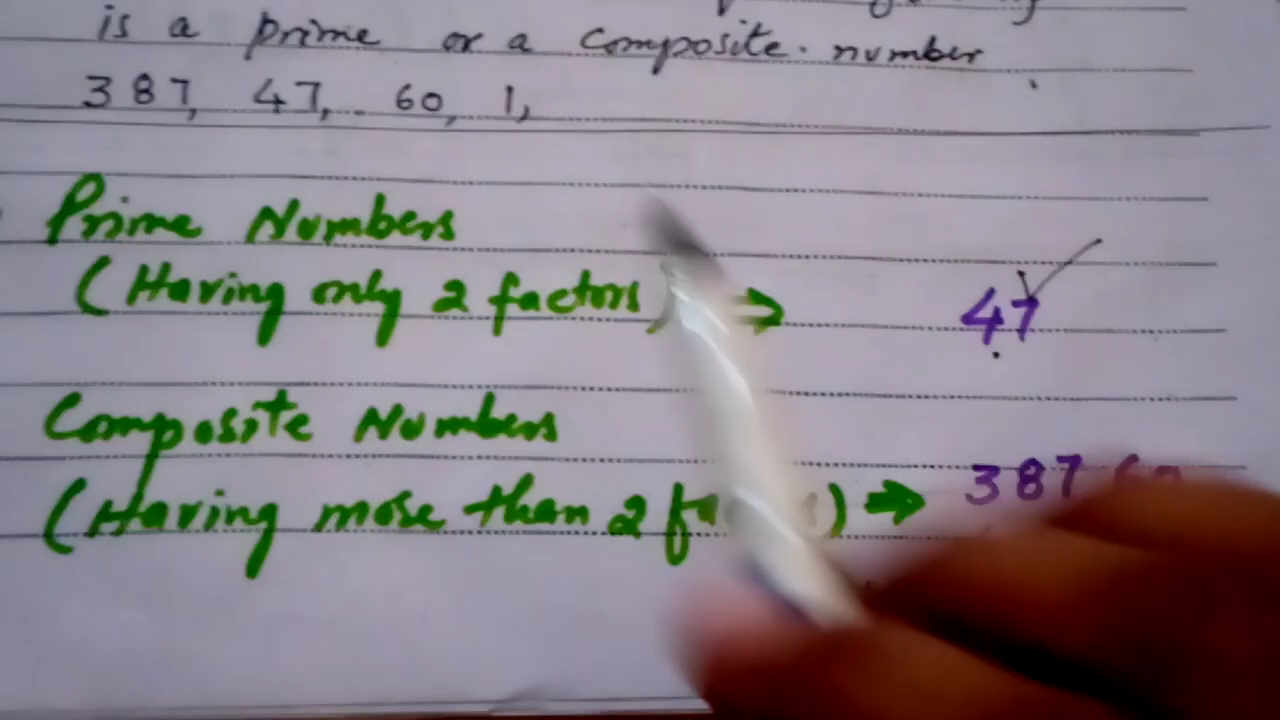 is a prime or a composite. number
387, 47, 60, 1,
Prime Numbers
(Having only 2 factors) → 47
Composite Numbers
(Having more than 2 → 387